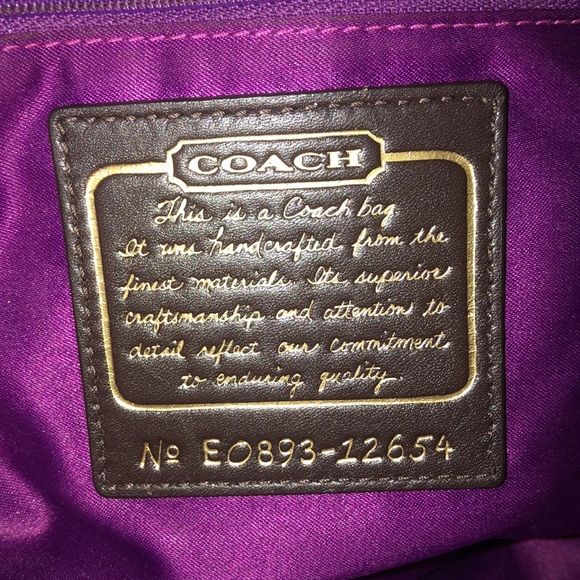 COACH
This is a Coach bag.
It was handcrafted from the
finest materials. Its superior
craftsmanship and attention to
detail reflect our commitment
to enduring quality.
Nº EO893-12654